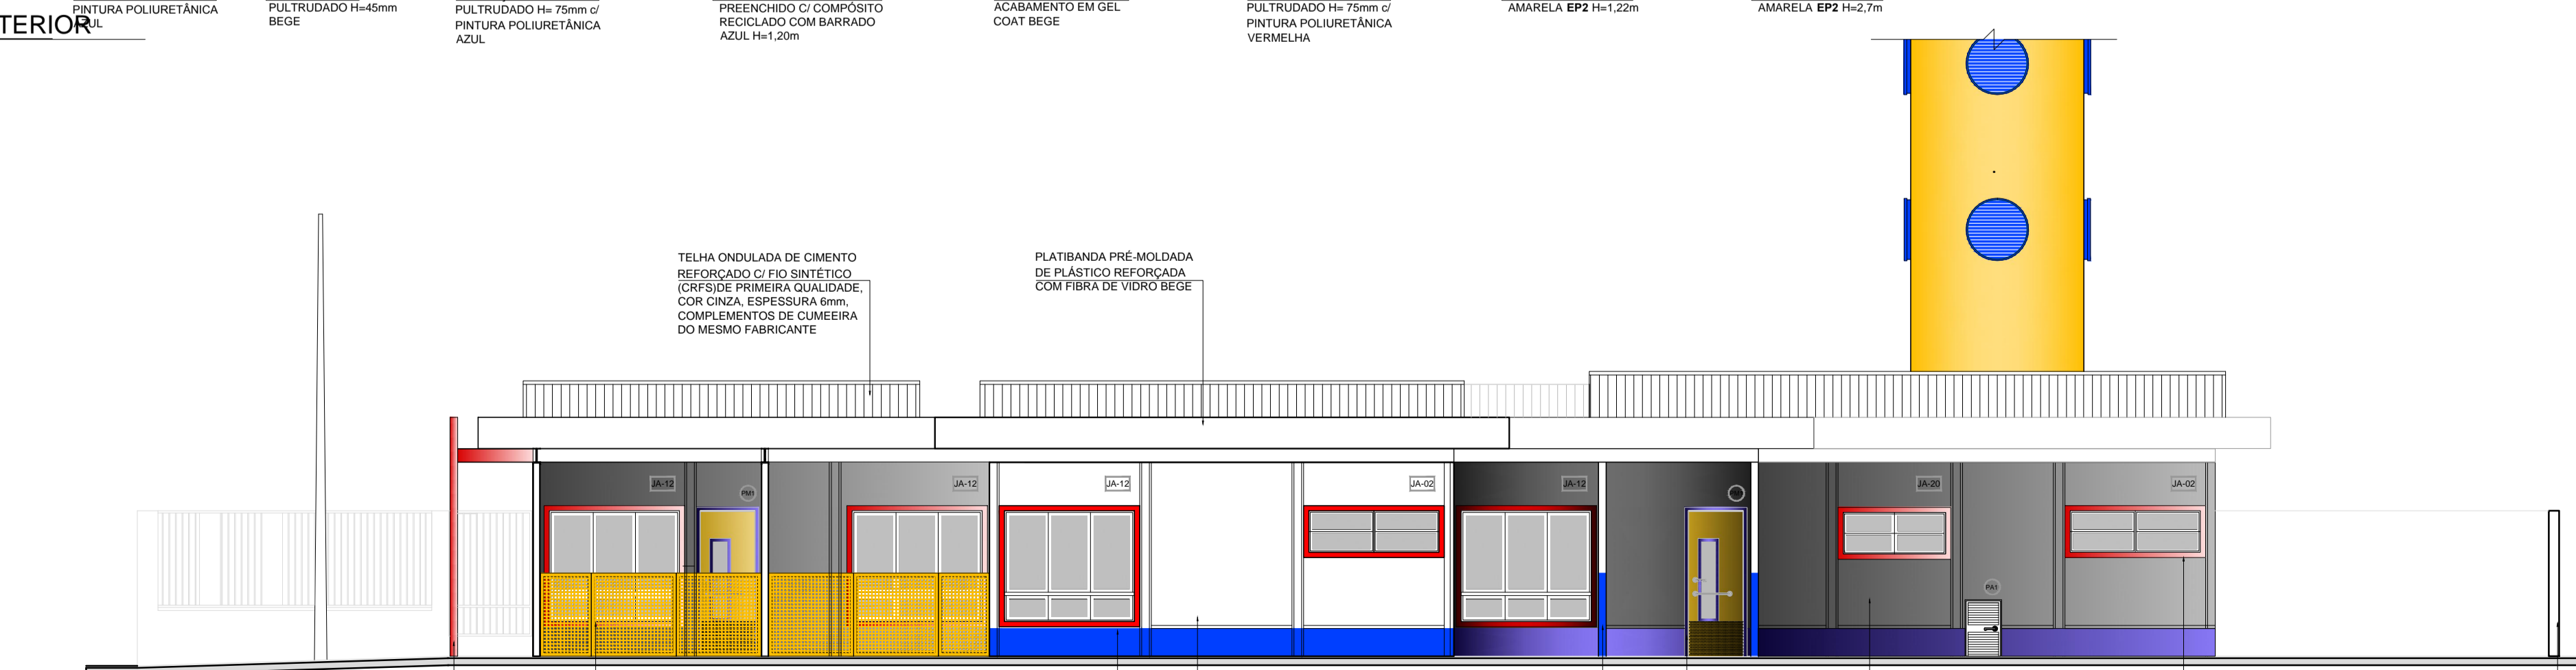 PINTURA POLIURETÂNICA
AZUL
TERIOR
PULTRUDADO H=45mm
BEGE
PULTRUDADO H= 75mm c/
PINTURA POLIURETÂNICA
AZUL
PREENCHIDO C/ COMPÓSITO
RECICLADO COM BARRADO
AZUL H=1,20m
ACABAMENTO EM GEL
COAT BEGE
PULTRUDADO H= 75mm c/
PINTURA POLIURETÂNICA
VERMELHA
AMARELA EP2 H=1,22m
AMARELA EP2 H=2,7m
TELHA ONDULADA DE CIMENTO
REFORÇADO C/ FIO SINTÉTICO
(CRFS)DE PRIMEIRA QUALIDADE,
COR CINZA, ESPESSURA 6mm,
COMPLEMENTOS DE CUMEEIRA
DO MESMO FABRICANTE
PLATIBANDA PRÉ-MOLDADA
DE PLÁSTICO REFORÇADA
COM FIBRA DE VIDRO BEGE
JA-12
PM1
JA-12
JA-12
JA-02
JA-12
JA-20
JA-02
PA1